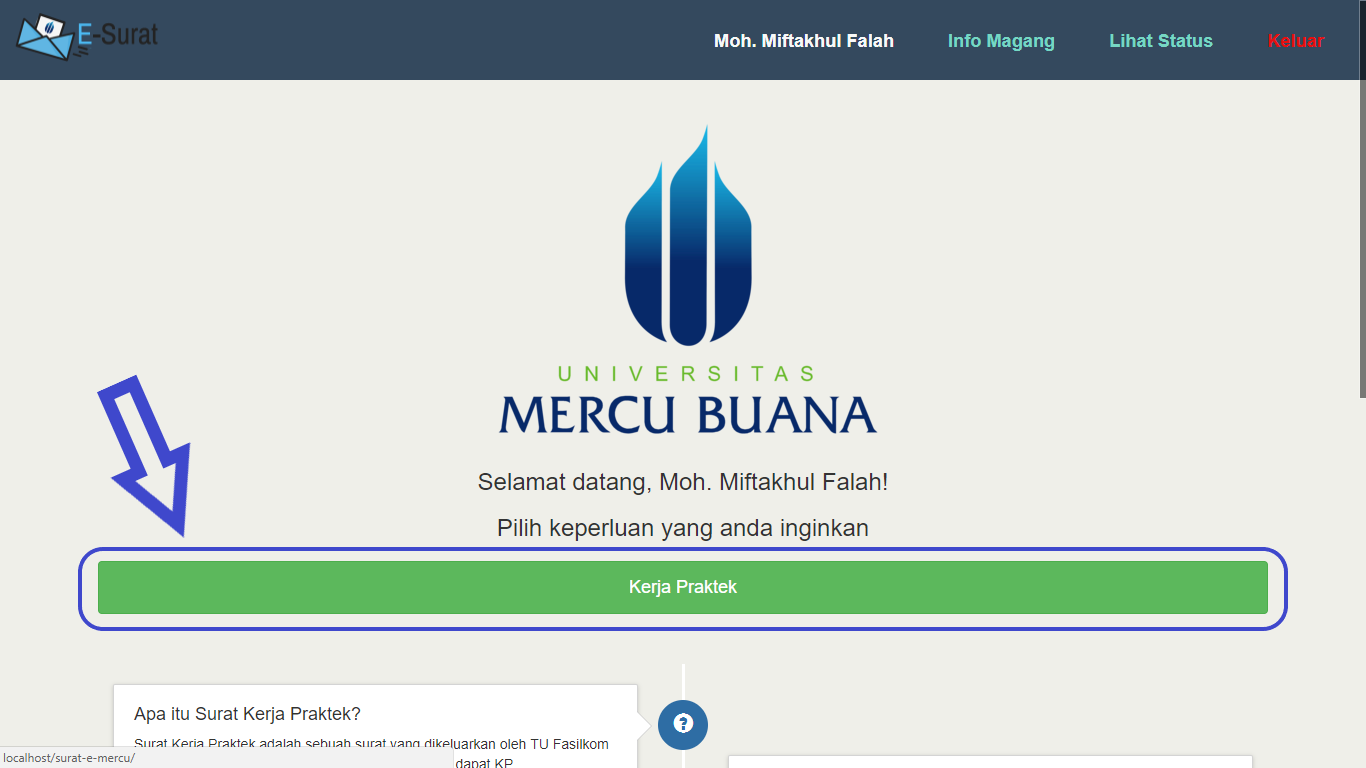 E-Surat
Moh. Miftakhul Falah
Info Magang
Lihat Status
Keluar
UNIVERSITAS
MERCU BUANA
Selamat datang, Moh. Miftakhul Falah!
Pilih keperluan yang anda inginkan
Kerja Praktek
Apa itu Surat Kerja Praktek?
Surat Kerja Praktek adalah sebuah surat yang dikeluarkan oleh TU Fasilkom
dapat KP
localhost/surat-e-mercu/